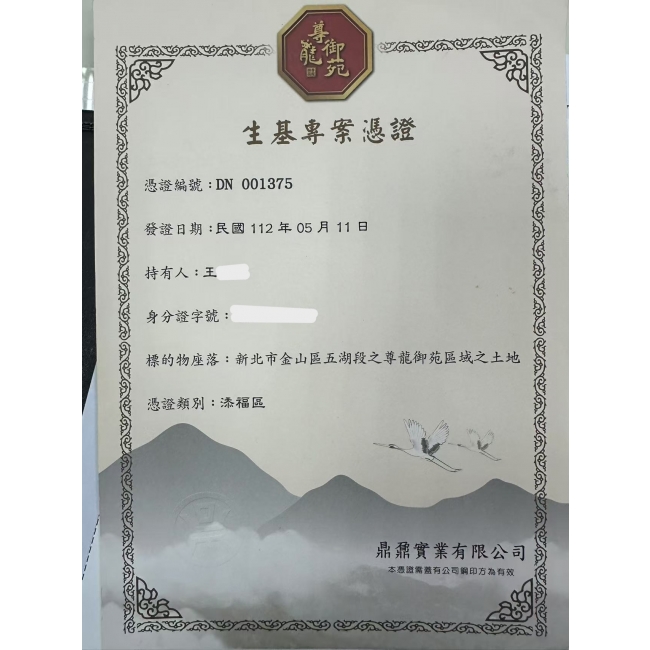 尊龍
御苑
生基專案憑證
憑證編號：DN 001375
發證日期：民國 112 年 05 月 11 日
持有人：王
身分證字號：
標的物座落：新北市金山區五湖段之尊龍御苑區域之土地
憑證類別：添福區
鼎鼐實業有限公司
本憑證需蓋有公司鋼印方為有效